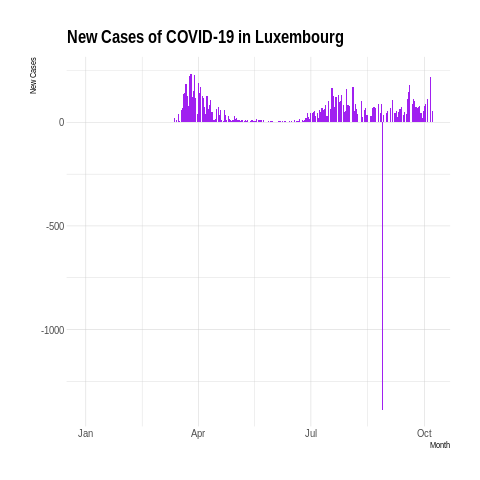 New Cases of COVID-19 in Luxembourg
New Cases
0
-500
-1000
Jan Apr Jul Oct
Month